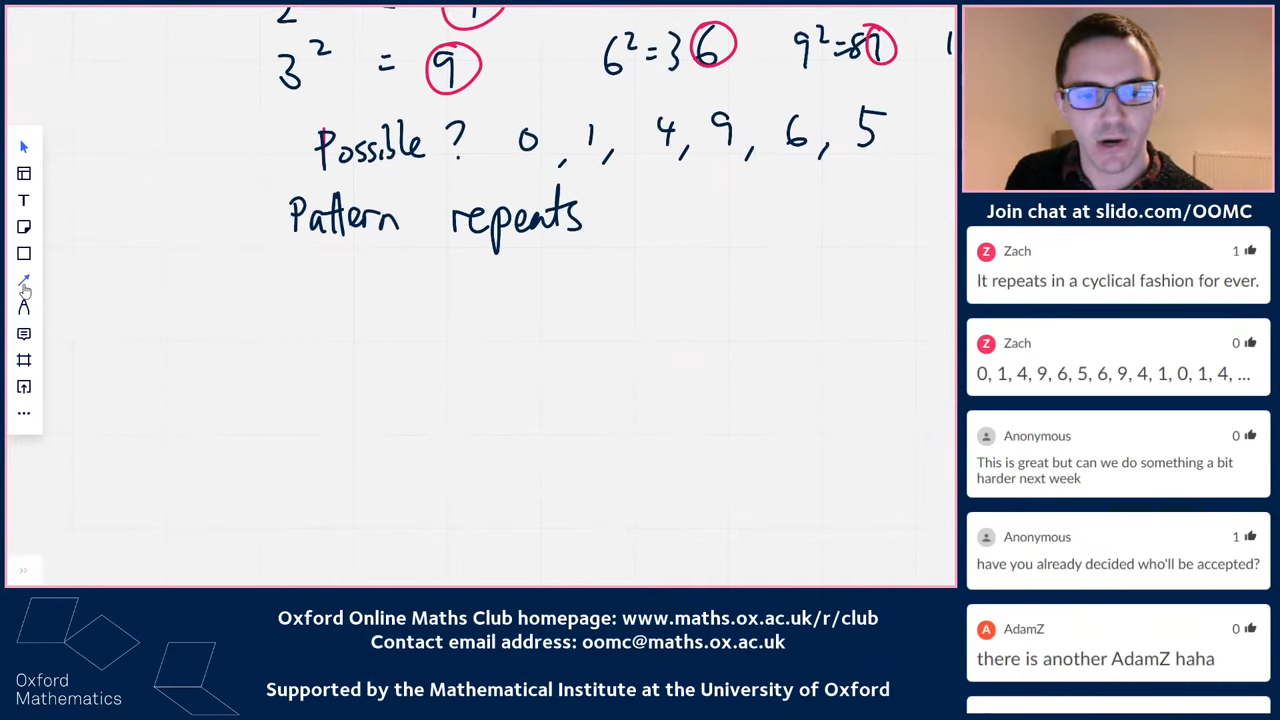 3² = 9
6²=36
9²=81
Possible ? 0, 1, 4, 9, 6, 5
Pattern repeats
T
Join chat at slido.com/OOMC
Z Zach 1
It repeats in a cyclical fashion for ever.
Z Zach 0
0, 1, 4, 9, 6, 5, 6, 9, 4, 1, 0, 1, 4, ...
Anonymous 0
This is great but can we do something a bit
harder next week
Anonymous 1
have you already decided who'll be accepted?
A AdamZ 0
there is another AdamZ haha
Oxford
Mathematics
Oxford Online Maths Club homepage: www.maths.ox.ac.uk/r/club
Contact email address: oomc@maths.ox.ac.uk
Supported by the Mathematical Institute at the University of Oxford